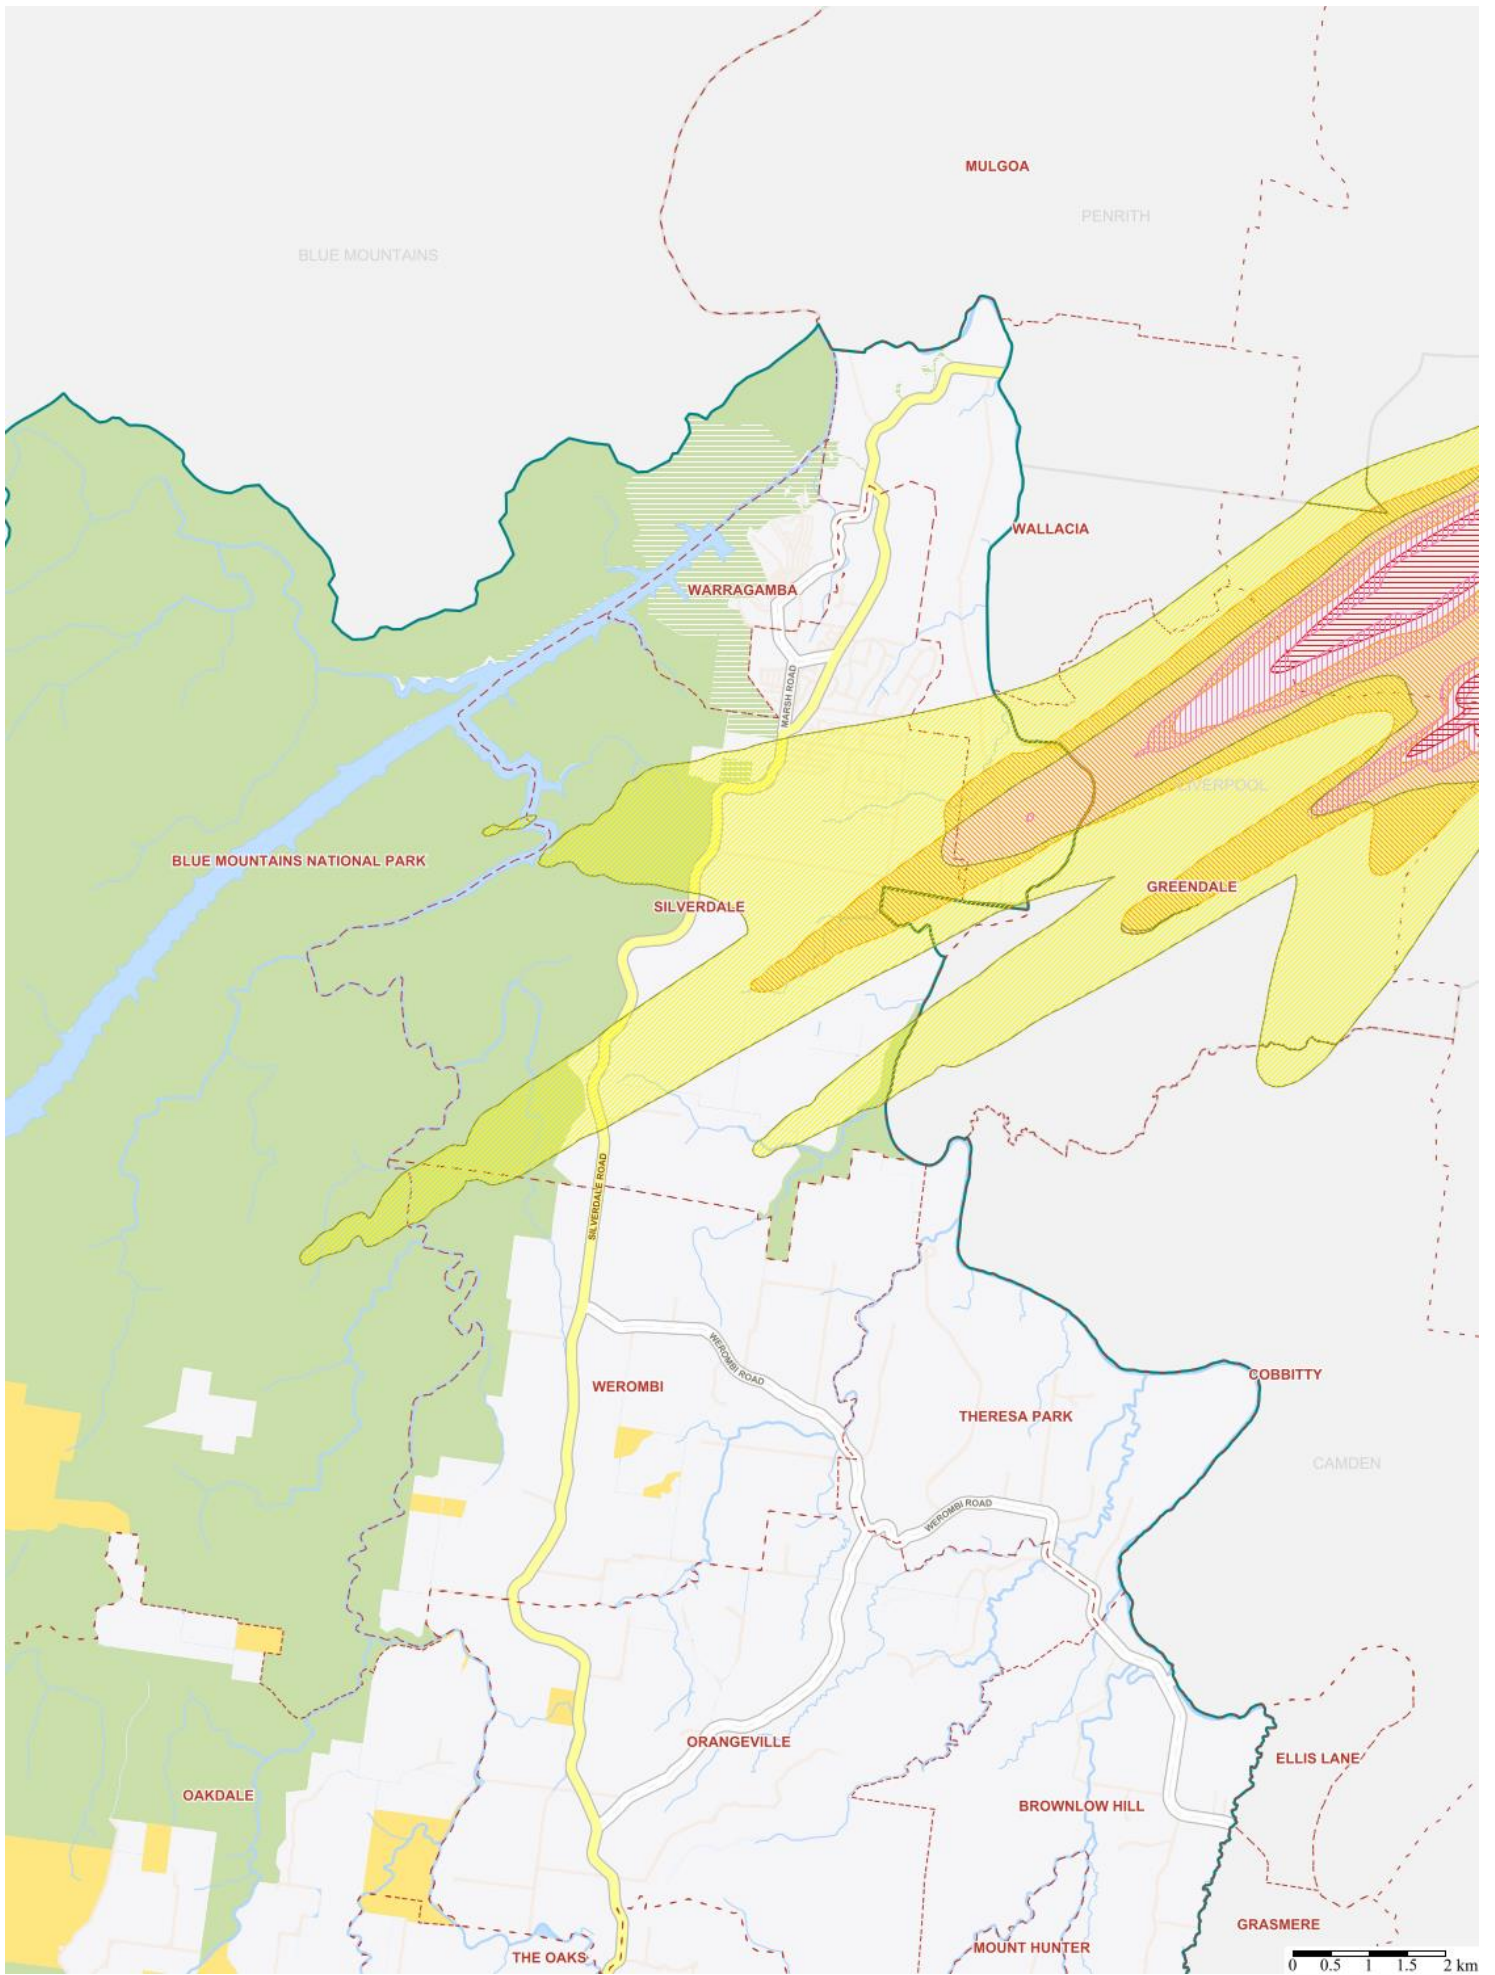 MULGOA
PENRITH
BLUE MOUNTAINS
WALLACIA
WARRAGAMBA
MARSH ROAD
LIVERPOOL
BLUE MOUNTAINS NATIONAL PARK
GREENDALE
SILVERDALE
SILVERDALE ROAD
WEROMBI ROAD
COBBITTY
WEROMBI
THERESA PARK
CAMDEN
WEROMBI ROAD
ORANGEVILLE
ELLIS LANE
OAKDALE
BROWNLOW HILL
GRASMERE
MOUNT HUNTER
THE OAKS
0 0.5 1 1.5 2 km